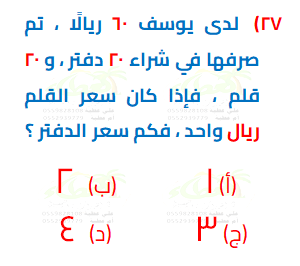 ٢٧) لدى يوسف ٦٠ ريالًا ، تم
صرفها في شراء ٢٠ دفتر ، و ٢٠
قلم ، فإذا كان سعر القلم
ريال واحد ، فكم سعر الدفتر ؟
(أ) ١ (ب) ٢
(ج) ٣ (د) ٤